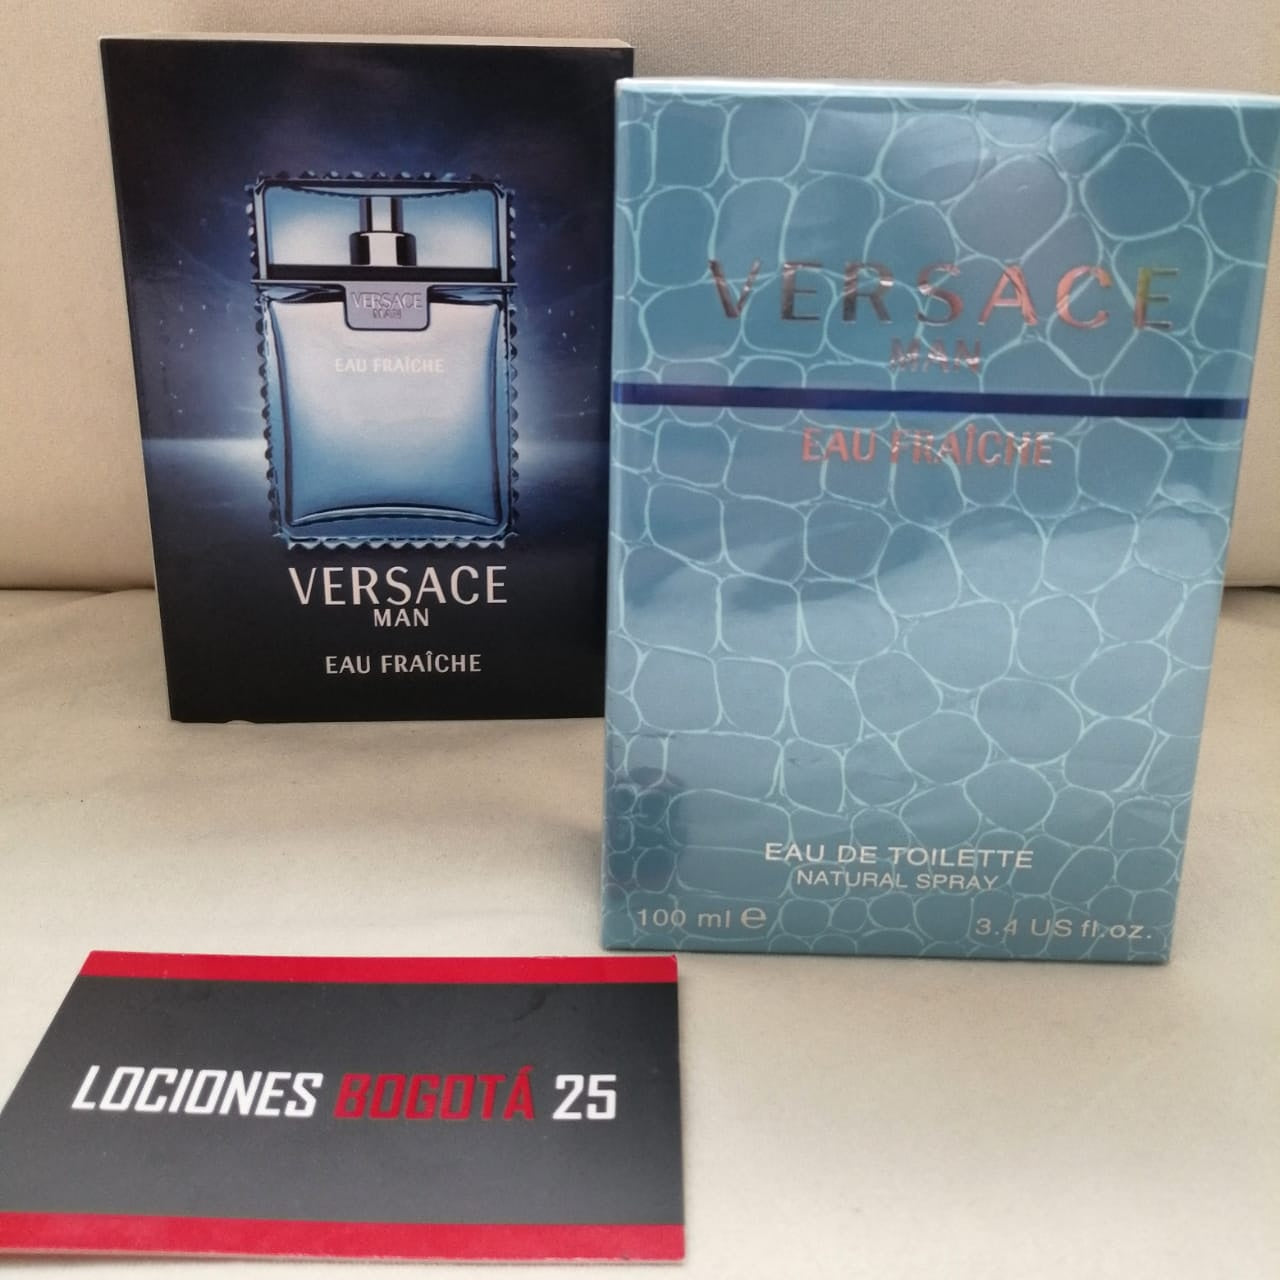 VERSACE
MAN
EAU FRAÎCHE
VERSACE
MAN
EAU FRAÎCHE
VERSACE
MAN
EAU FRAÎCHE
EAU DE TOILETTE
NATURAL SPRAY
100 ml ℮
3.4 US fl.oz.
LOCIONES BOGOTÁ 25